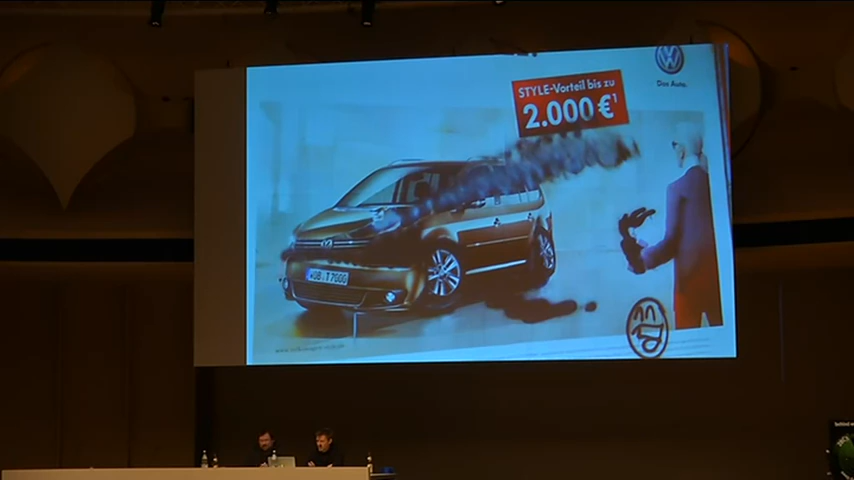 STYLE-Vorteil bis zu
2.000 €¹
Das Auto.
WOB T 7000